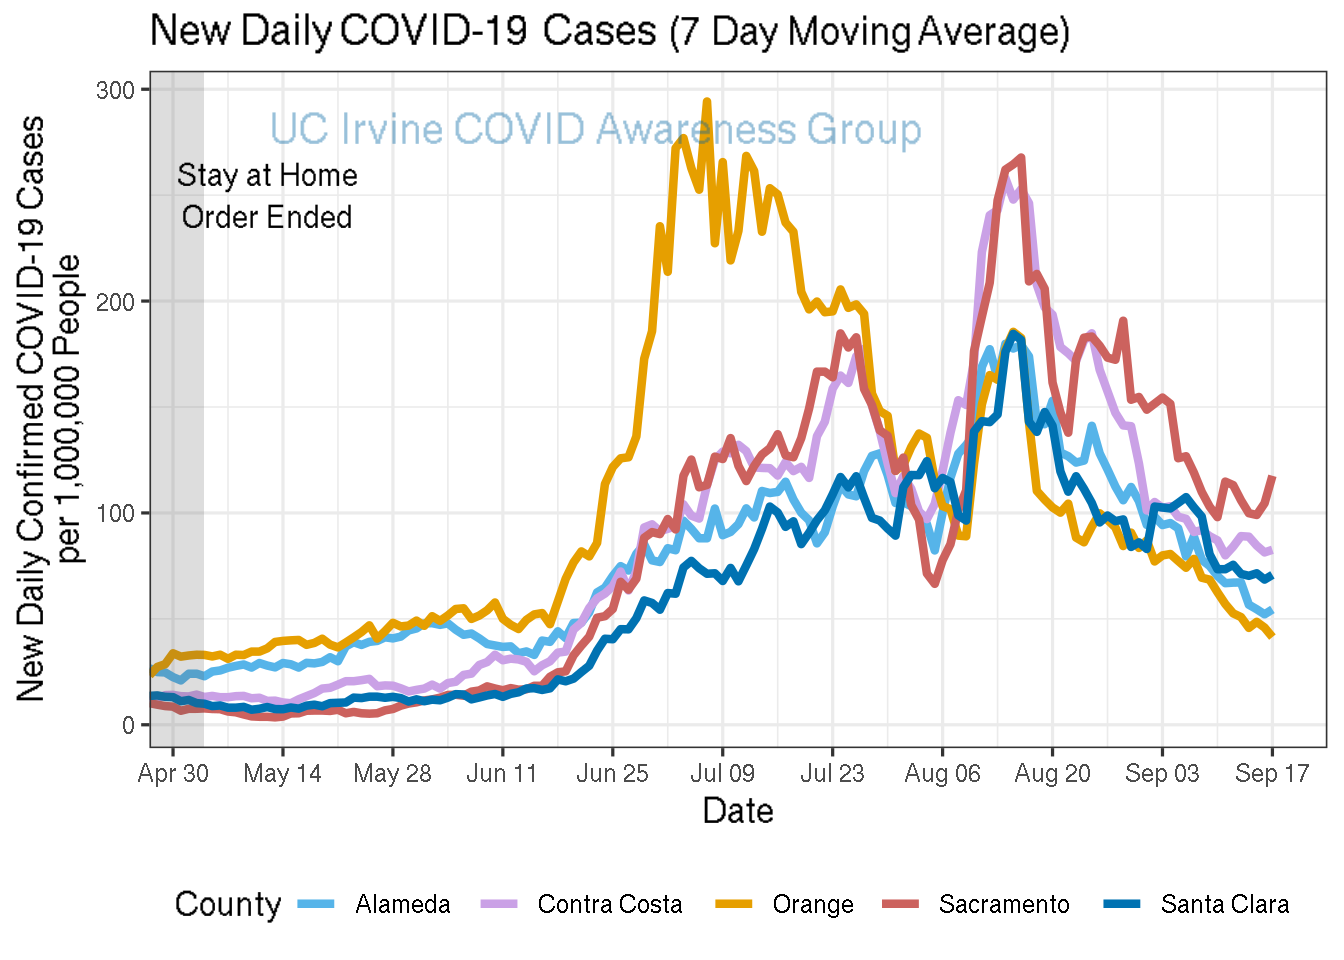 New Daily COVID-19 Cases (7 Day Moving Average)
UC Irvine COVID Awareness Group
Stay at Home
Order Ended
New Daily Confirmed COVID-19 Cases
per 1,000,000 People
300
200
100
0
Apr 30 May 14 May 28 Jun 11 Jun 25 Jul 09 Jul 23 Aug 06 Aug 20 Sep 03 Sep 17
Date
County Alameda Contra Costa Orange Sacramento Santa Clara